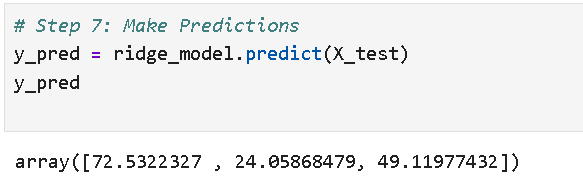 # Step 7: Make Predictions
y_pred = ridge_model.predict(X_test)
y_pred
array([72.5322327 , 24.05868479, 49.11977432])